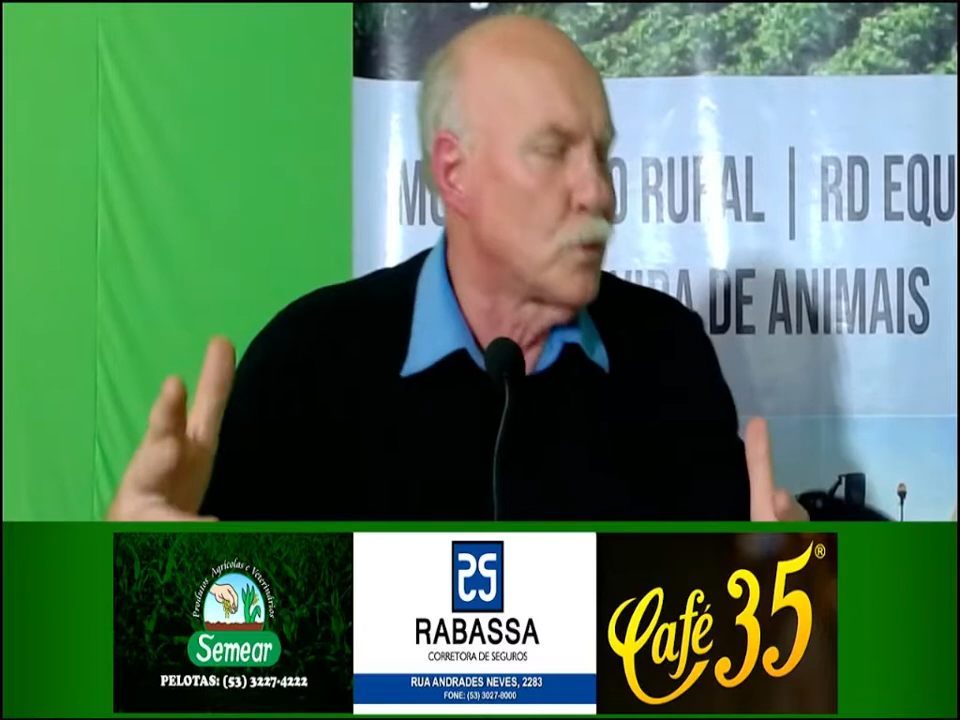 RURAL | RD EQU
DE ANIMAIS
Produtos Agrícolas e Veterinários
Semear
PELOTAS: (53) 3227-4222
RABASSA
CORRETORA DE SEGUROS
RUA ANDRADES NEVES, 2283
FONE: (53) 3027-8000
Café 35®